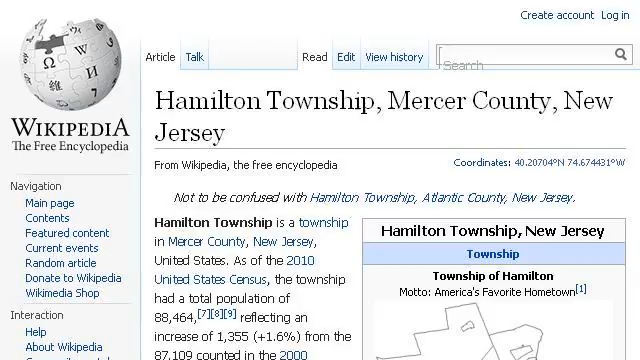 Create account Log in
Article Talk Read Edit View history Search
Hamilton Township, Mercer County, New
Jersey
WIKIPEDIA
The Free Encyclopedia
From Wikipedia, the free encyclopedia
Coordinates: 40.20704°N 74.674431°W
Navigation
Main page
Contents
Featured content
Current events
Random article
Donate to Wikipedia
Wikimedia Shop
Interaction
Help
About Wikipedia
Not to be confused with Hamilton Township, Atlantic County, New Jersey.
Hamilton Township is a township
in Mercer County, New Jersey,
United States. As of the 2010
United States Census, the township
had a total population of
88,464,[7][8][9] reflecting an
increase of 1,355 (+1.6%) from the
87,109 counted in the 2000
Hamilton Township, New Jersey
Township
Township of Hamilton
Motto: America's Favorite Hometown[1]